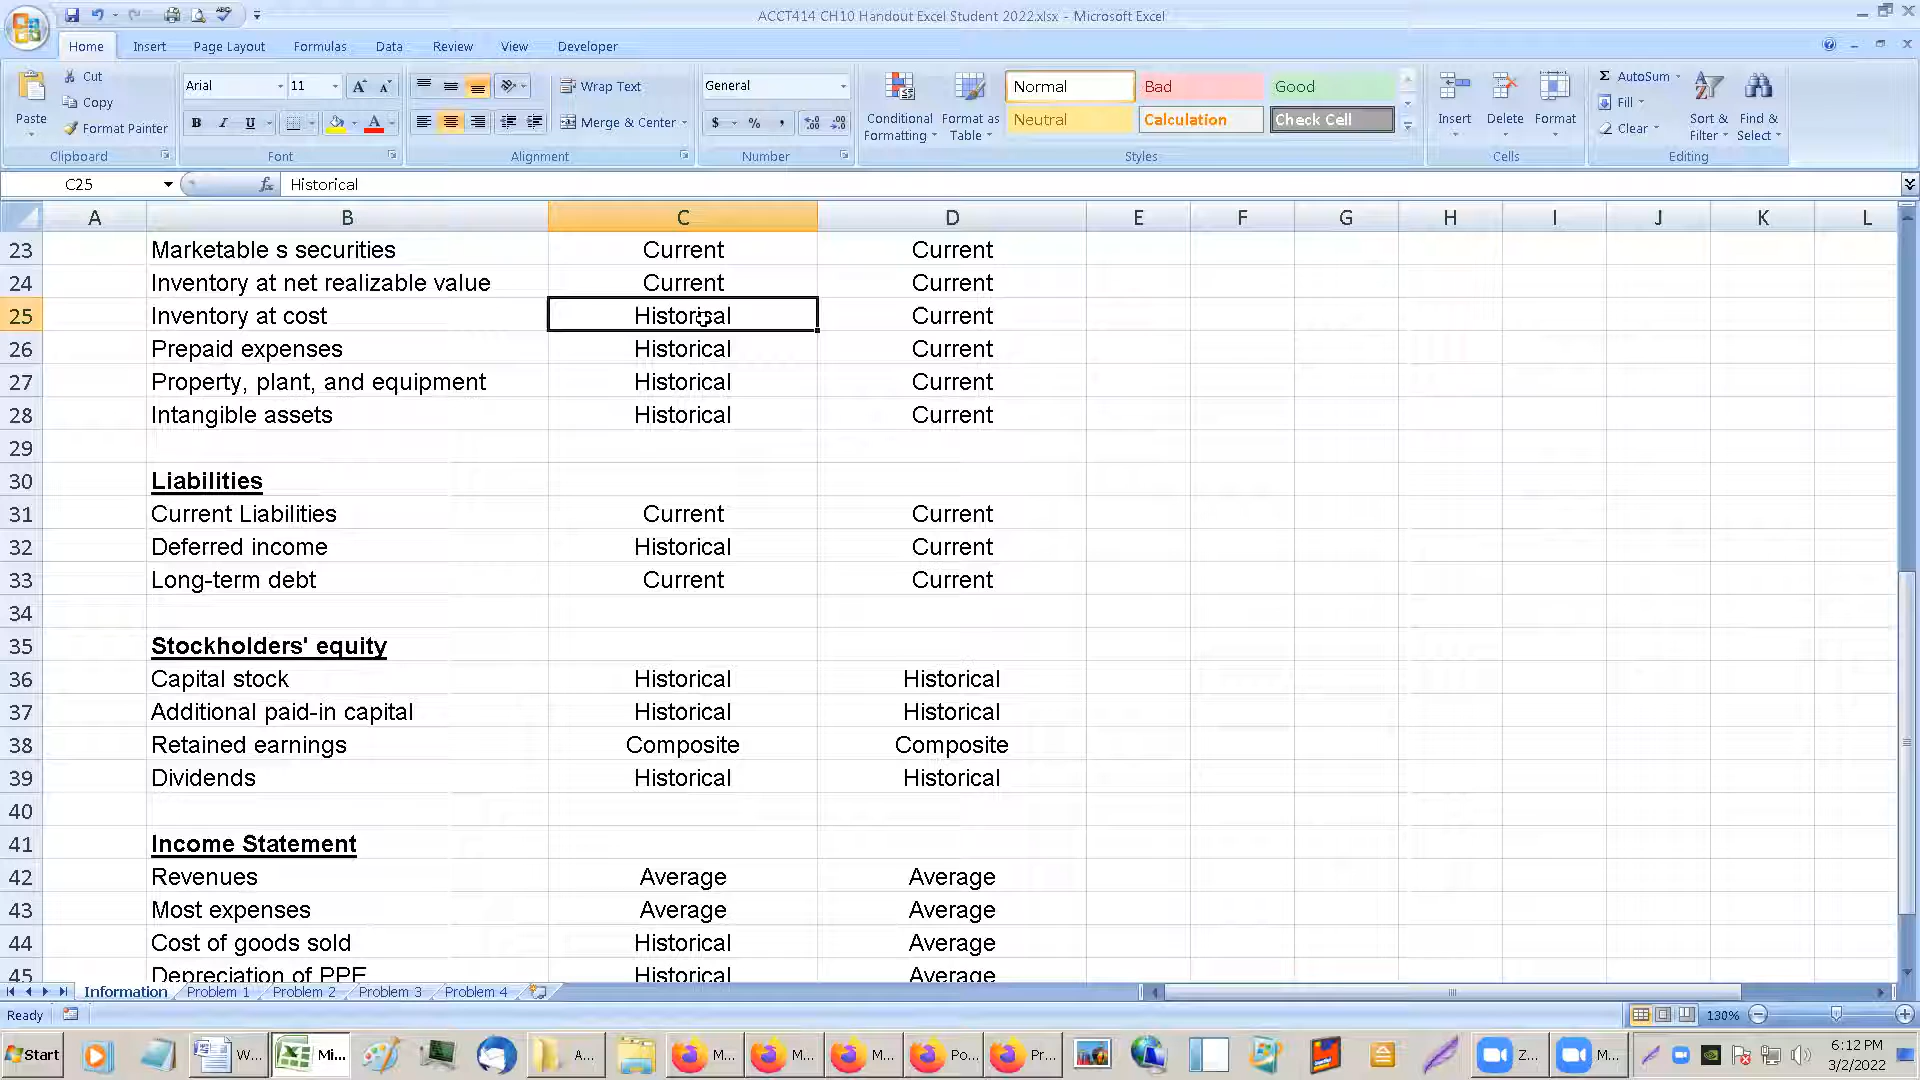 ACCT414 CH10 Handout Excel Student 2022.xlsx - Microsoft Excel
Home Insert Page Layout Formulas Data Review View Developer
Paste Cut Copy Format Painter Clipboard
Arial 11 B I U Font
Wrap Text Merge & Center Alignment
General $ % , Number
Conditional Formatting Format as Table Normal Bad Good Neutral Calculation Check Cell Styles
Insert Delete Format Cells
Σ AutoSum Fill Clear Sort & Filter Find & Select Editing
C25 fx Historical
A B C D E F G H I J K L
23 Marketable s securities Current Current
24 Inventory at net realizable value Current Current
25 Inventory at cost Historical Current
26 Prepaid expenses Historical Current
27 Property, plant, and equipment Historical Current
28 Intangible assets Historical Current
29
30 Liabilities
31 Current Liabilities Current Current
32 Deferred income Historical Current
33 Long-term debt Current Current
34
35 Stockholders' equity
36 Capital stock Historical Historical
37 Additional paid-in capital Historical Historical
38 Retained earnings Composite Composite
39 Dividends Historical Historical
40
41 Income Statement
42 Revenues Average Average
43 Most expenses Average Average
44 Cost of goods sold Historical Average
45 Depreciation of PPE Historical Average
Information Problem 1 Problem 2 Problem 3 Problem 4
Ready 130%
Start W... Mi... A... M... M... M... Po... Pr... Z... M... 6:12 PM
3/2/2022